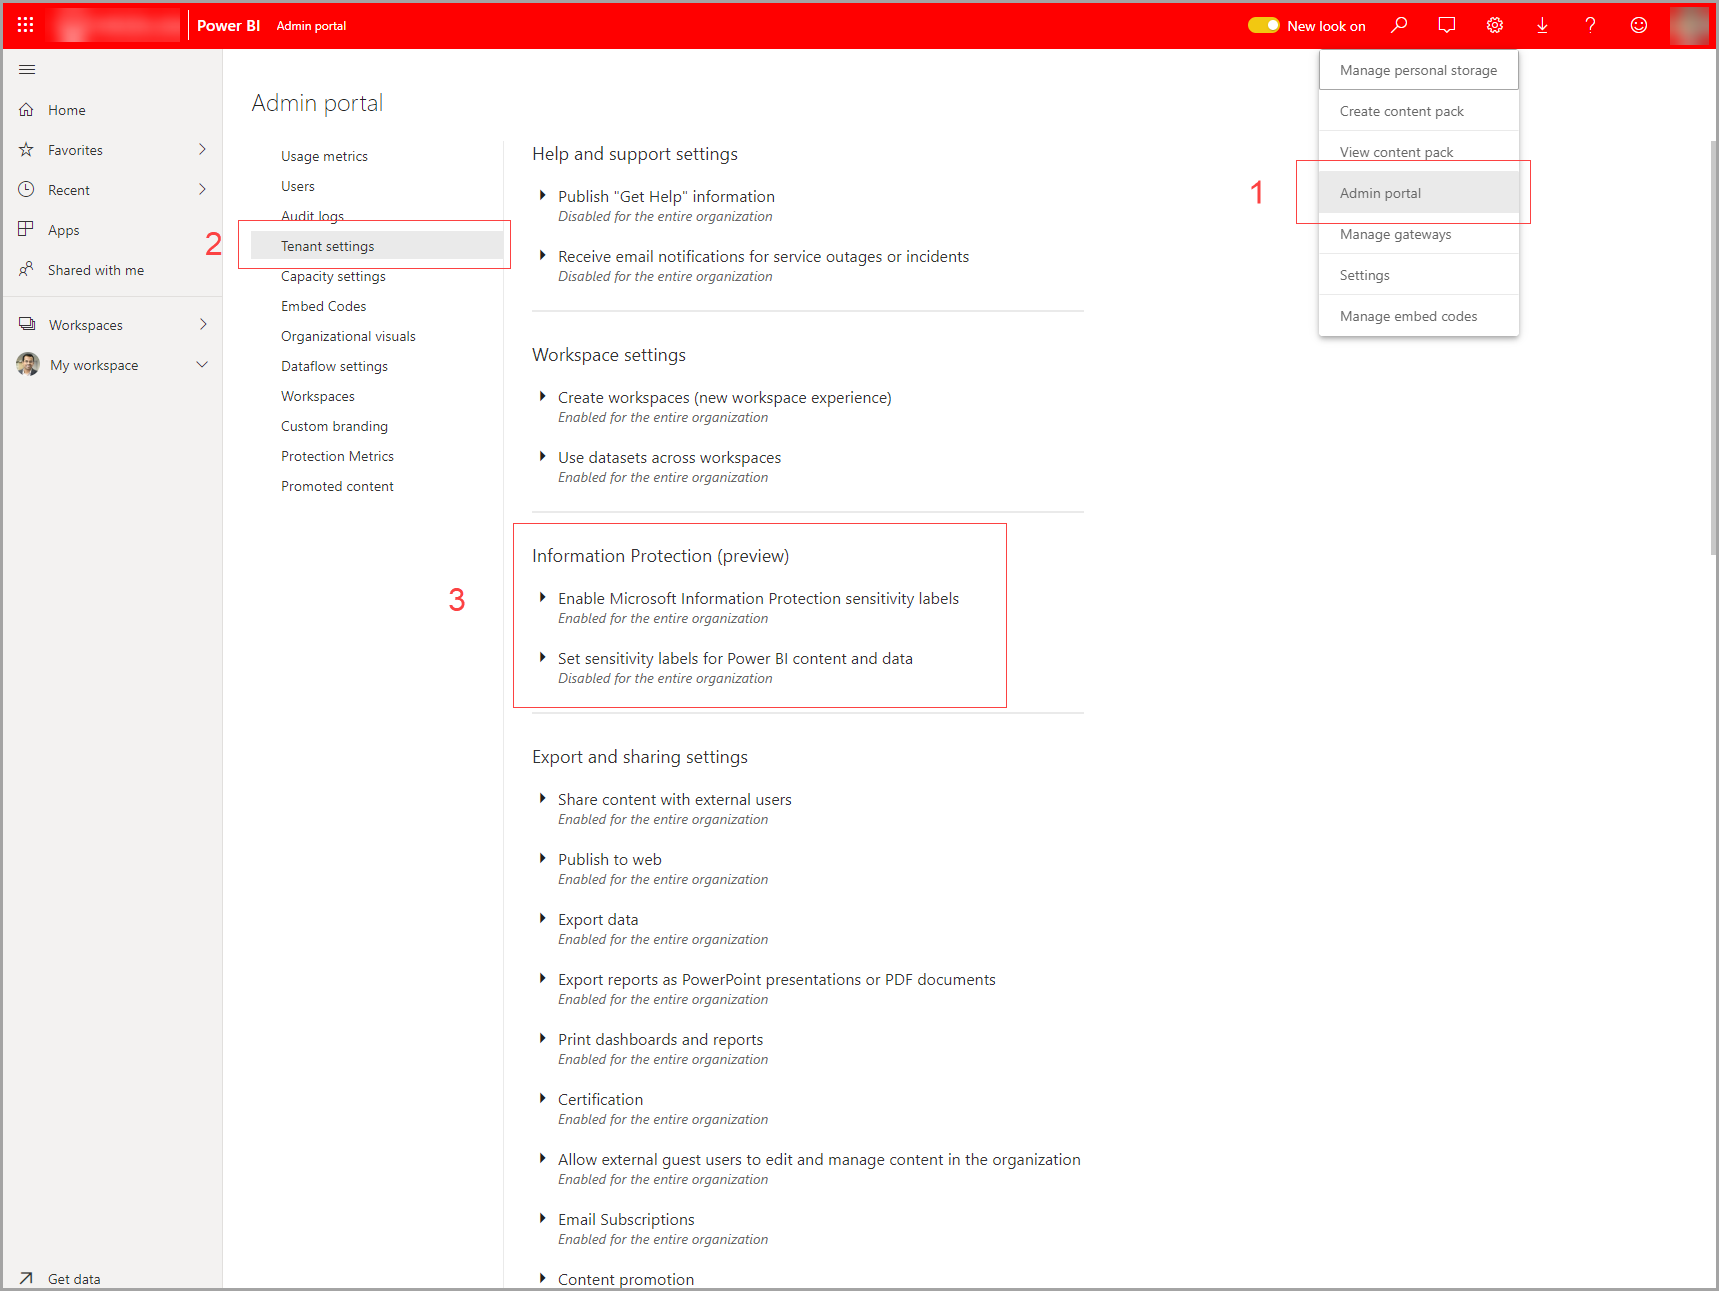 Power BI Admin portal
New look on
Home
Favorites
Recent
Apps
Shared with me
Workspaces
My workspace
Get data
Admin portal
Usage metrics
Users
Audit logs
2
Tenant settings
Capacity settings
Embed Codes
Organizational visuals
Dataflow settings
Workspaces
Custom branding
Protection Metrics
Promoted content
Help and support settings
Publish "Get Help" information
Disabled for the entire organization
Receive email notifications for service outages or incidents
Disabled for the entire organization
Workspace settings
Create workspaces (new workspace experience)
Enabled for the entire organization
Use datasets across workspaces
Enabled for the entire organization
3
Information Protection (preview)
Enable Microsoft Information Protection sensitivity labels
Enabled for the entire organization
Set sensitivity labels for Power BI content and data
Disabled for the entire organization
Export and sharing settings
Share content with external users
Enabled for the entire organization
Publish to web
Enabled for the entire organization
Export data
Enabled for the entire organization
Export reports as PowerPoint presentations or PDF documents
Enabled for the entire organization
Print dashboards and reports
Enabled for the entire organization
Certification
Enabled for the entire organization
Allow external guest users to edit and manage content in the organization
Enabled for the entire organization
Email Subscriptions
Enabled for the entire organization
Content promotion
Manage personal storage
Create content pack
View content pack
1
Admin portal
Manage gateways
Settings
Manage embed codes